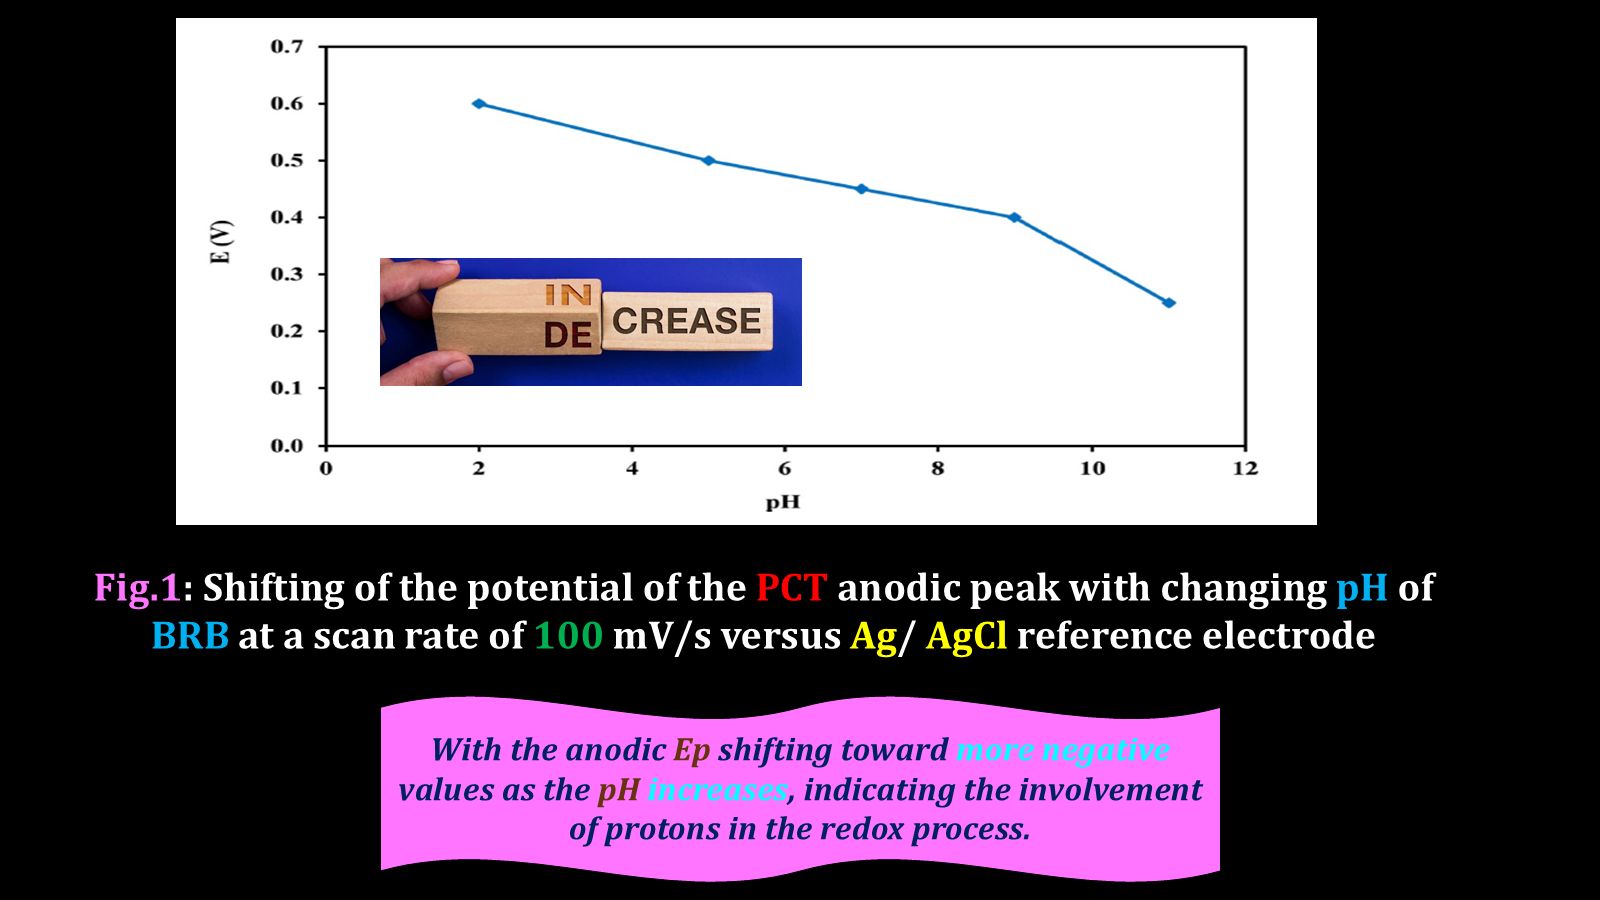 0.7
0.6
0.5
0.4
0.3
0.2
0.1
0.0
E (V)
IN
DE CREASE
0 2 4 6 8 10 12
pH
Fig.1: Shifting of the potential of the PCT anodic peak with changing pH of
BRB at a scan rate of 100 mV/s versus Ag/ AgCl reference electrode
With the anodic Ep shifting toward more negative
values as the pH increases, indicating the involvement
of protons in the redox process.